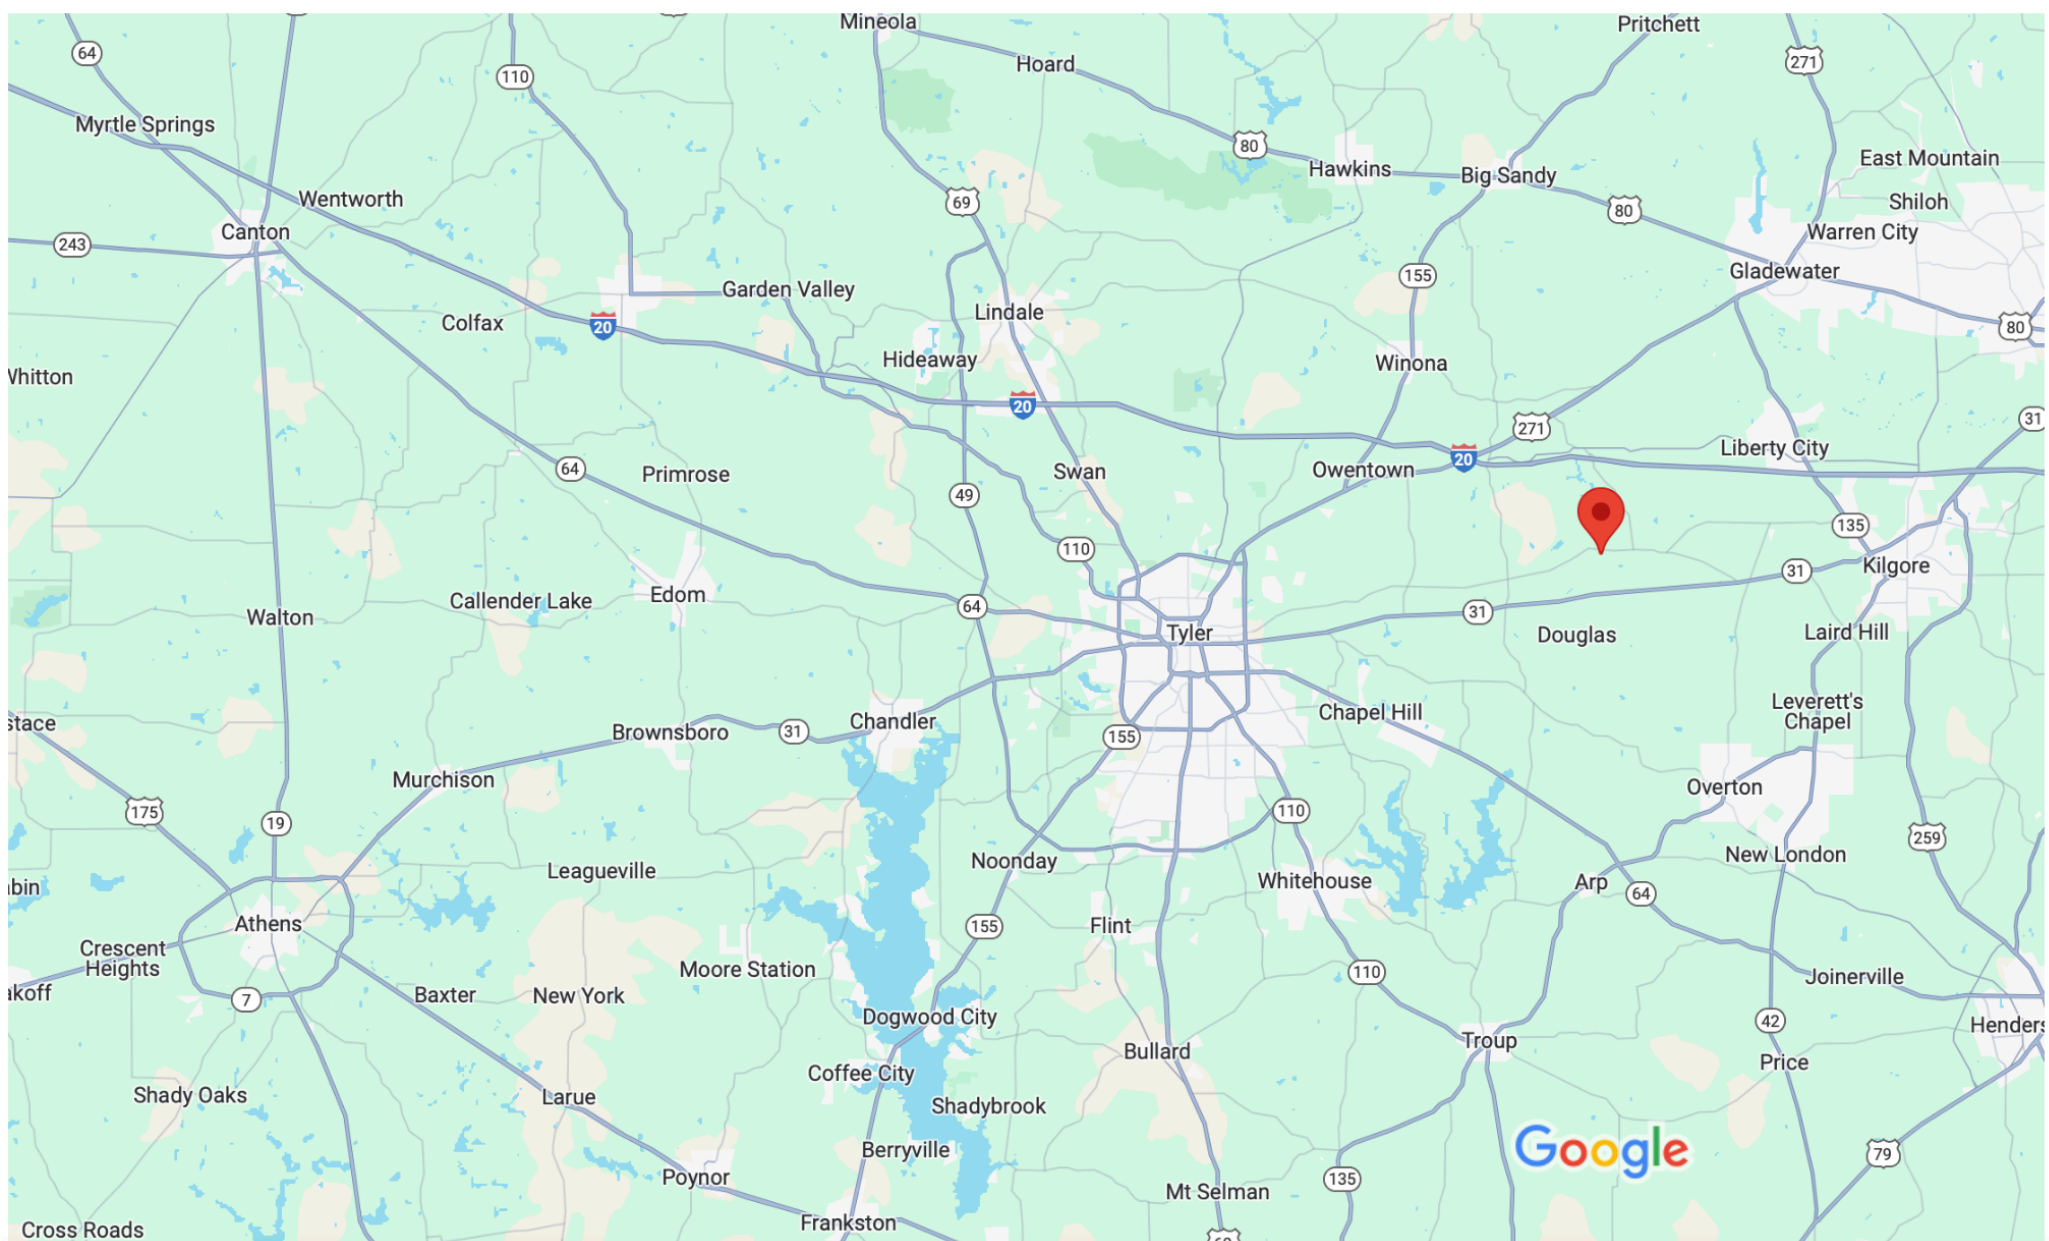 Mineola
Pritchett
64
110
Hoard
271
Myrtle Springs
80
East Mountain
Hawkins
Big Sandy
Wentworth
69
80
Shiloh
Canton
243
Warren City
155
Gladewater
Garden Valley
Lindale
Colfax
20
80
Hideaway
Winona
Whitton
20
271
31
Liberty City
64
Primrose
Swan
Owentown
20
49
135
110
31
Kilgore
Callender Lake
Edom
64
31
Walton
Tyler
Douglas
Laird Hill
Leverett's
Chapel
stace
Chandler
Chapel Hill
Brownsboro
31
155
Murchison
Overton
175
19
110
259
Leagueville
Noonday
New London
Whitehouse
Arp
abin
64
Athens
155
Flint
Crescent
Heights
Moore Station
110
Joinerville
akoff
7
Baxter
New York
Dogwood City
42
Henders
Troup
Bullard
Price
Coffee City
Shady Oaks
Larue
Shadybrook
Google
Berryville
79
Poynor
135
Mt Selman
Frankston
Cross Roads